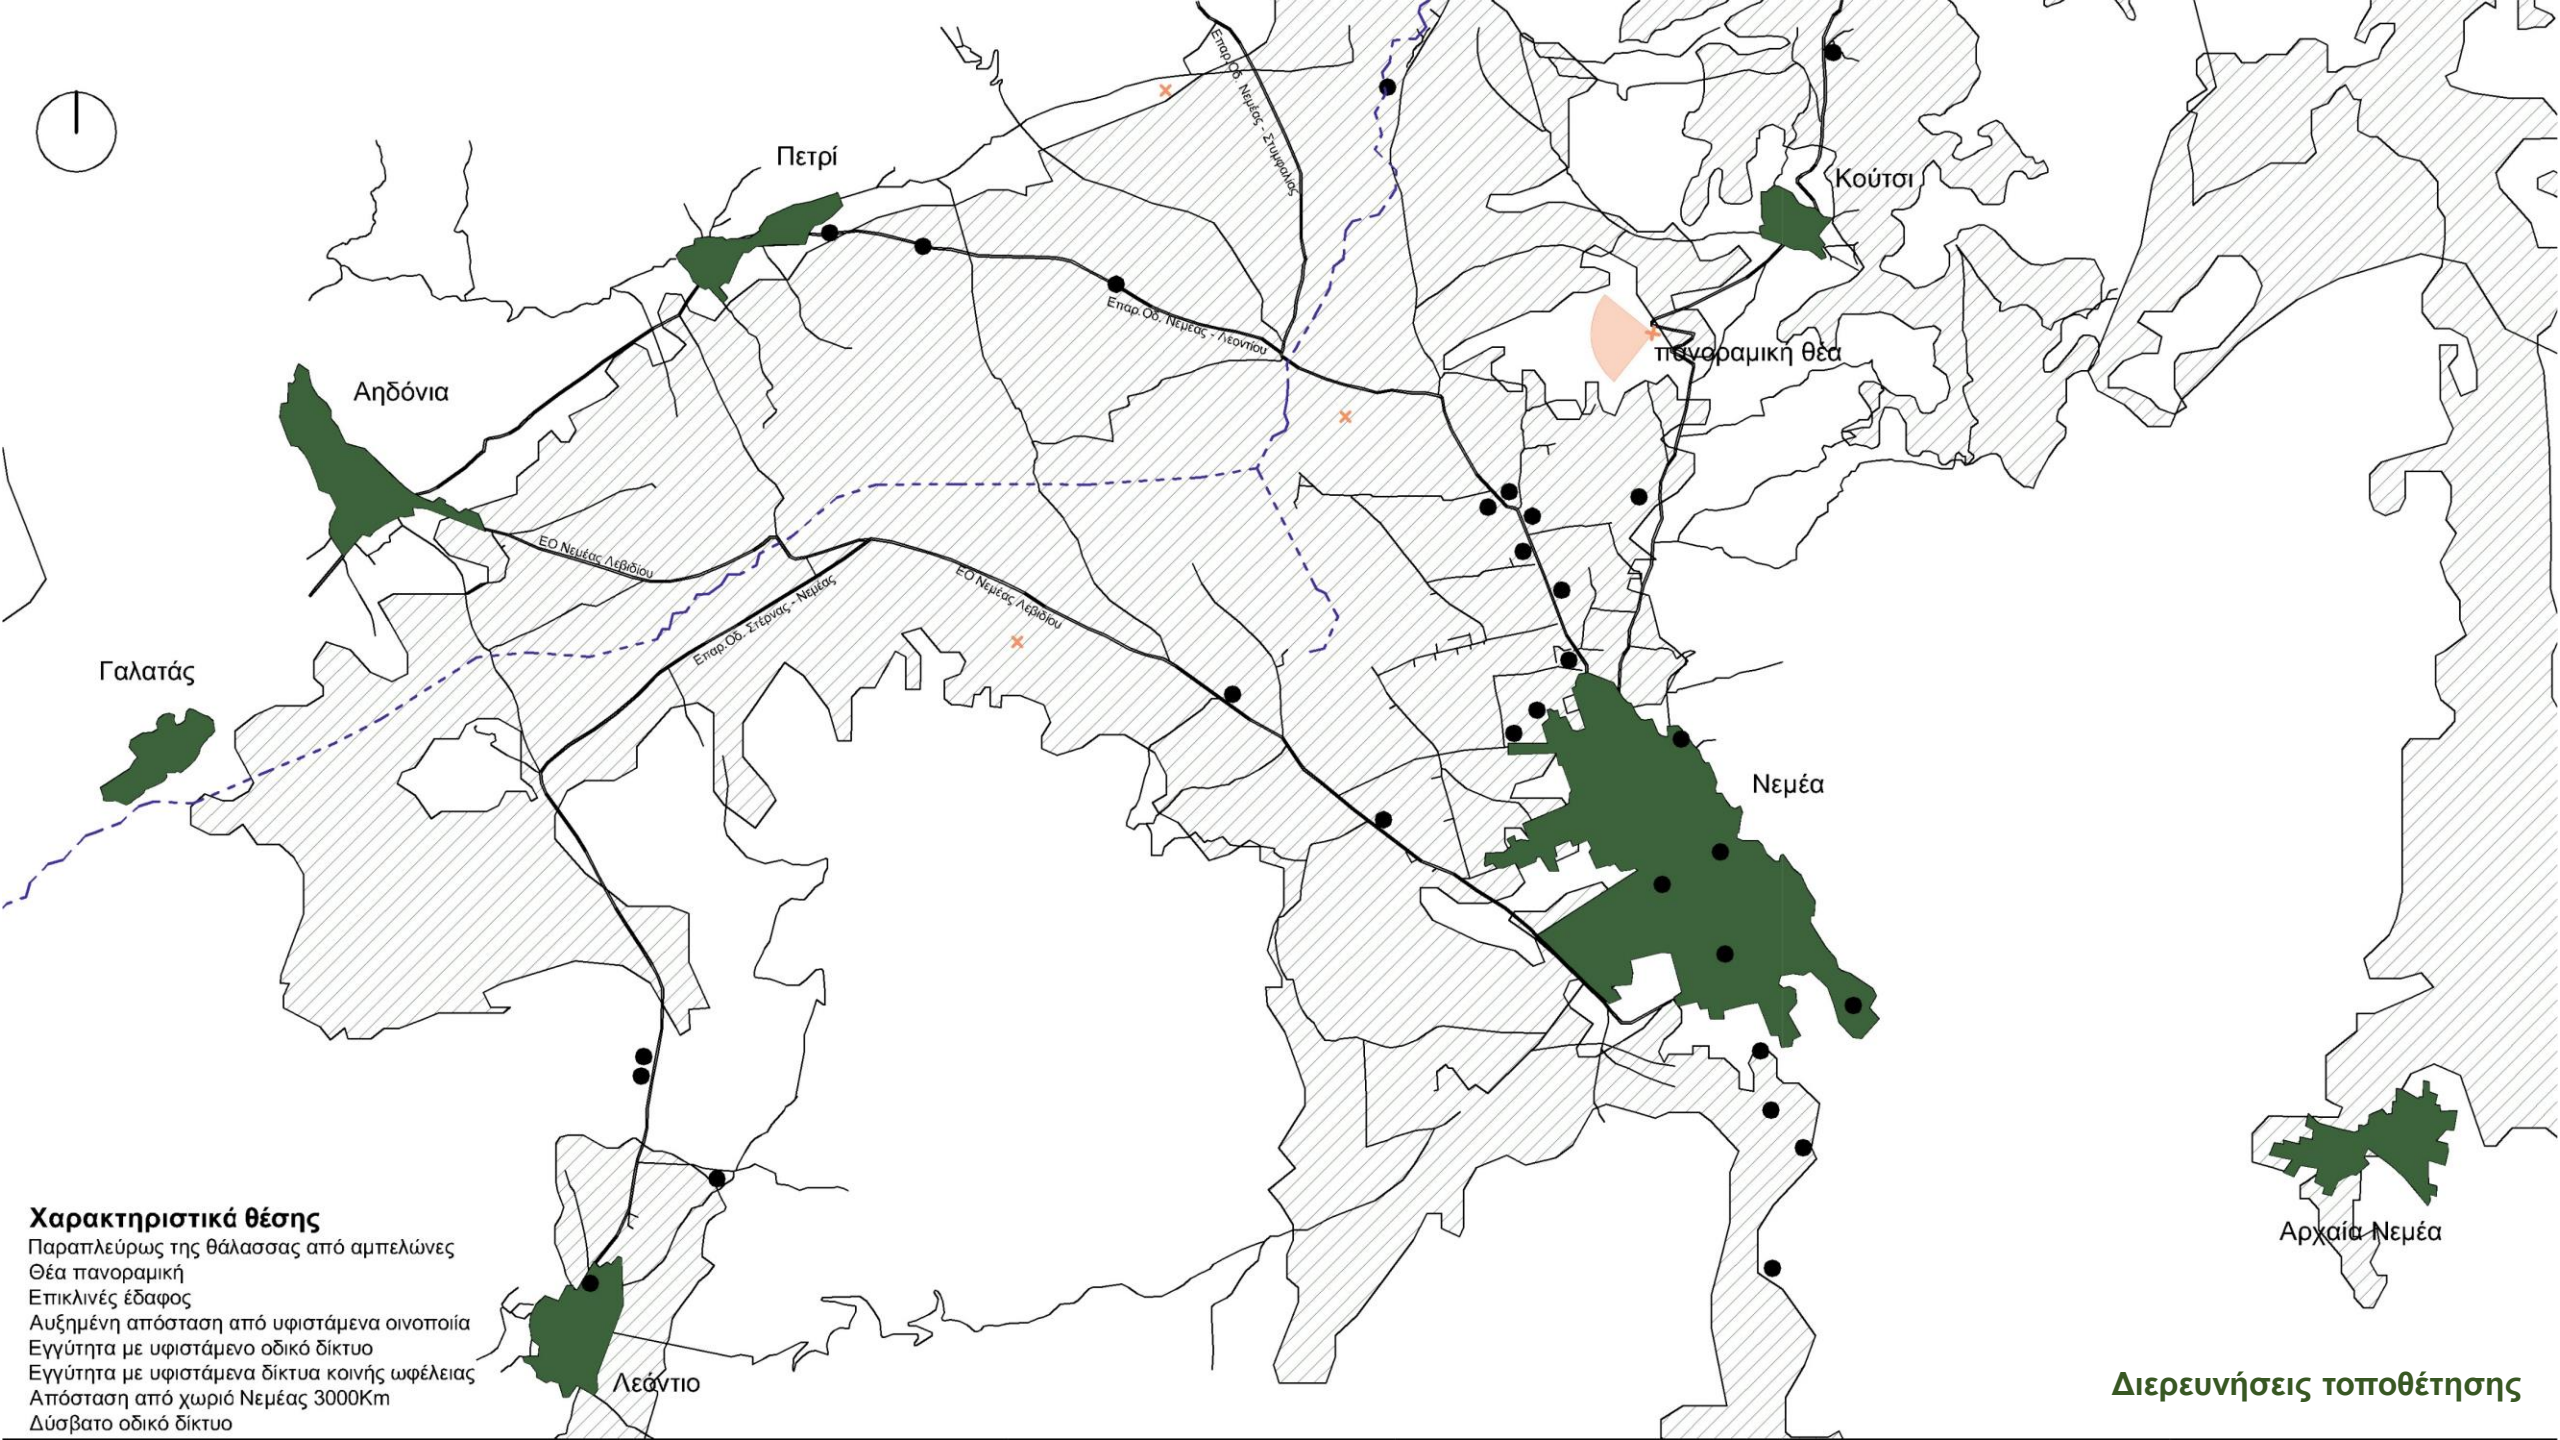 Επαρ.Οδ. Νεμέας - Στυμφαλίας
Πετρί
Κούτσι
Επαρ.Οδ. Νεμέας - Λεοντίου
πανοραμική θέα
Αηδόνια
ΕΟ Νεμέας Λεβιδίου
Επαρ.Οδ. Στέρνας - Νεμέας
ΕΟ Νεμέας Λεβιδίου
Γαλατάς
Νεμέα
Αρχαία Νεμέα
Λεόντιο
Χαρακτηριστικά θέσης
Παραπλεύρως της θάλασσας από αμπελώνες
Θέα πανοραμική
Επικλινές έδαφος
Αυξημένη απόσταση από υφιστάμενα οινοποιία
Εγγύτητα με υφιστάμενο οδικό δίκτυο
Εγγύτητα με υφιστάμενα δίκτυα κοινής ωφέλειας
Απόσταση από χωριό Νεμέας 3000Km
Δύσβατο οδικό δίκτυο
Διερευνήσεις τοποθέτησης